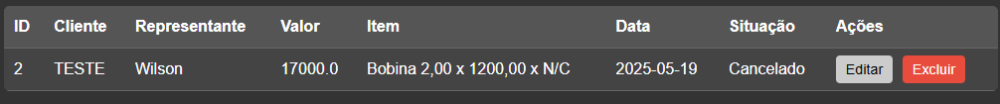 ID Cliente Representante Valor Item Data Situação Ações
2 TESTE Wilson 17000.0 Bobina 2,00 x 1200,00 x N/C 2025-05-19 Cancelado Editar Excluir